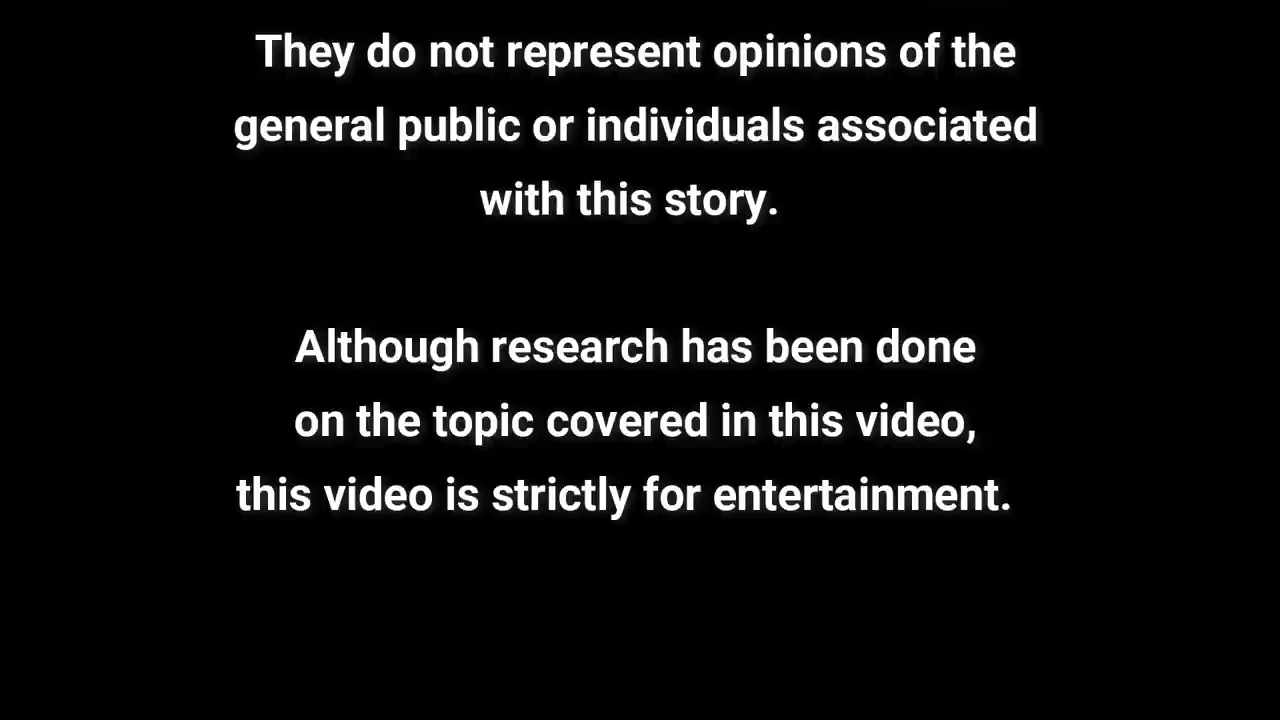 They do not represent opinions of the
general public or individuals associated
with this story.
Although research has been done
on the topic covered in this video,
this video is strictly for entertainment.